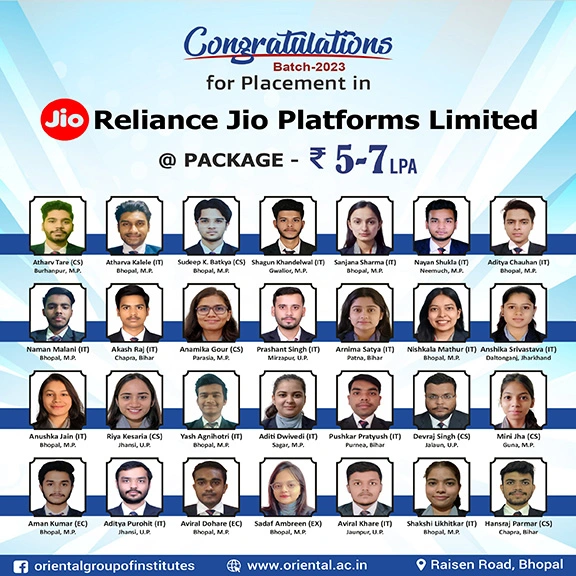 Congratulations
Batch-2023
for Placement in
Jio Reliance Jio Platforms Limited
@ PACKAGE - ₹ 5-7 LPA
Atharv Tare (CS)
Burhanpur, M.P.
Atharva Kalele (IT)
Bhopal, M.P.
Sudeep K. Batkya (CS)
Bhopal, M.P.
Shagun Khandelwal (IT)
Gwalior, M.P.
Sanjana Sharma (IT)
Bhopal, M.P.
Nayan Shukla (IT)
Neemuch, M.P.
Aditya Chauhan (IT)
Bhopal, M.P.
Naman Malani (IT)
Bhopal, M.P.
Akash Raj (IT)
Chapra, Bihar
Anamika Gour (CS)
Parasia, M.P.
Prashant Singh (IT)
Mirzapur, U.P.
Arnima Satya (IT)
Patna, Bihar
Nishkala Mathur (IT)
Bhopal, M.P.
Anshika Srivastava (IT)
Daltonganj, Jharkhand
Anushka Jain (IT)
Bhopal, M.P.
Riya Kesaria (CS)
Jhansi, U.P.
Yash Agnihotri (IT)
Bhopal, M.P.
Aditi Dwivedi (IT)
Sagar, M.P.
Pushkar Pratyush (IT)
Purnea, Bihar
Devraj Singh (CS)
Jalaun, U.P.
Mini Jha (CS)
Guna, M.P.
Aman Kumar (EC)
Bhopal, M.P.
Aditya Purohit (IT)
Jhansi, U.P.
Aviral Dohare (EC)
Bhopal, M.P.
Sadaf Ambreen (EX)
Bhopal, M.P.
Aviral Khare (IT)
Jaunpur, U.P.
Shakshi Likhitkar (IT)
Bhopal, M.P.
Hansraj Parmar (CS)
Chapra, Bihar
orientalgroupofinstitutes www.oriental.ac.in Raisen Road, Bhopal